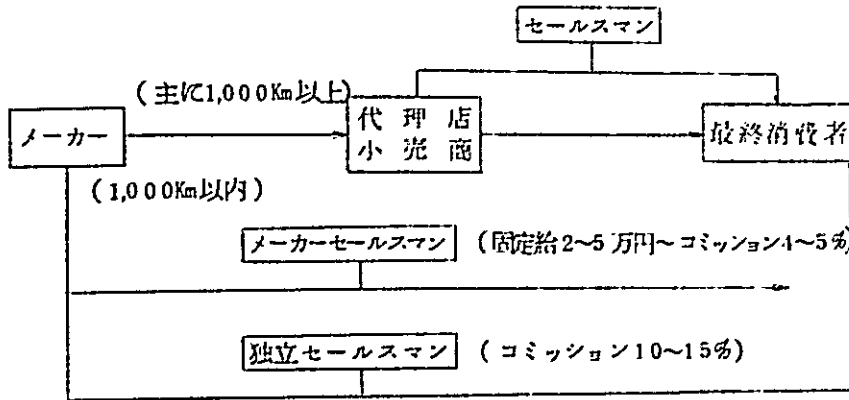 セールスマン
(主に1,000Km以上)
メーカー
代理店
小売商
最終消費者
(1,000Km以内)
メーカーセールスマン (固定給2~5万円~コミッション4~5%)
独立セールスマン (コミッション10~15%)